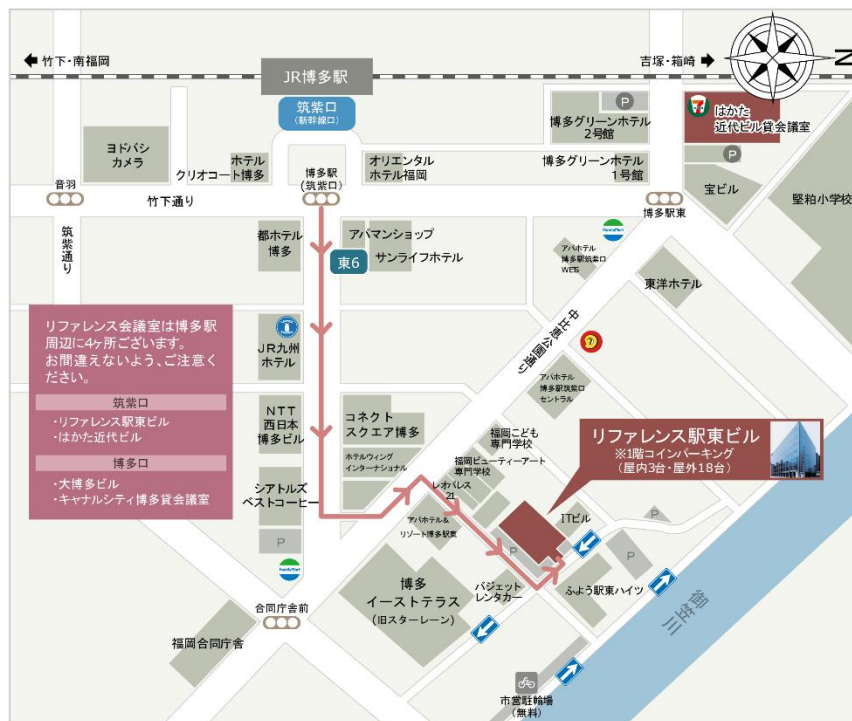 竹下・南福岡
JR博多駅
吉塚・箱崎
N
筑紫口
(新幹線口)
P
はかた
近代ビル貸会議室
博多グリーンホテル
2号館
ヨドバシ
カメラ
ホテル
クリオコート博多
博多駅
(筑紫口)
オリエンタル
ホテル福岡
博多グリーンホテル
1号館
P
宝ビル
堅粕小学校
音羽
竹下通り
博多駅東
筑紫通り
都ホテル
博多
アパマンショップ
サンライフホテル
東6
FamilyMart
アパホテル
博多駅筑紫口
WEST
東洋ホテル
中比恵公園通り
リファレンス会議室は博多駅
周辺に4ヶ所ございます。
お間違えないよう、ご注意く
ださい。
筑紫口
・リファレンス駅東ビル
・はかた近代ビル
博多口
・大博多ビル
・キャナルシティ博多貸会議室
JR九州
ホテル
アパホテル
博多駅筑紫口
セントラル
NTT
西日本
博多ビル
コネクト
スクエア博多
ホテルウィング
インターナショナル
福岡こども
専門学校
福岡ビューティーアート
専門学校
レオパレス
21
リファレンス駅東ビル
※1階コインパーキング
(屋内3台・屋外18台)
シアトルズ
ベストコーヒー
P
アパホテル&
リゾート博多駅東
P
ITビル
P
FamilyMart
博多
イーストテラス
(旧スターレーン)
バジェット
レンタカー
ふよう駅東ハイツ
御笠川
合同庁舎前
福岡合同庁舎
市営駐輪場
(無料)